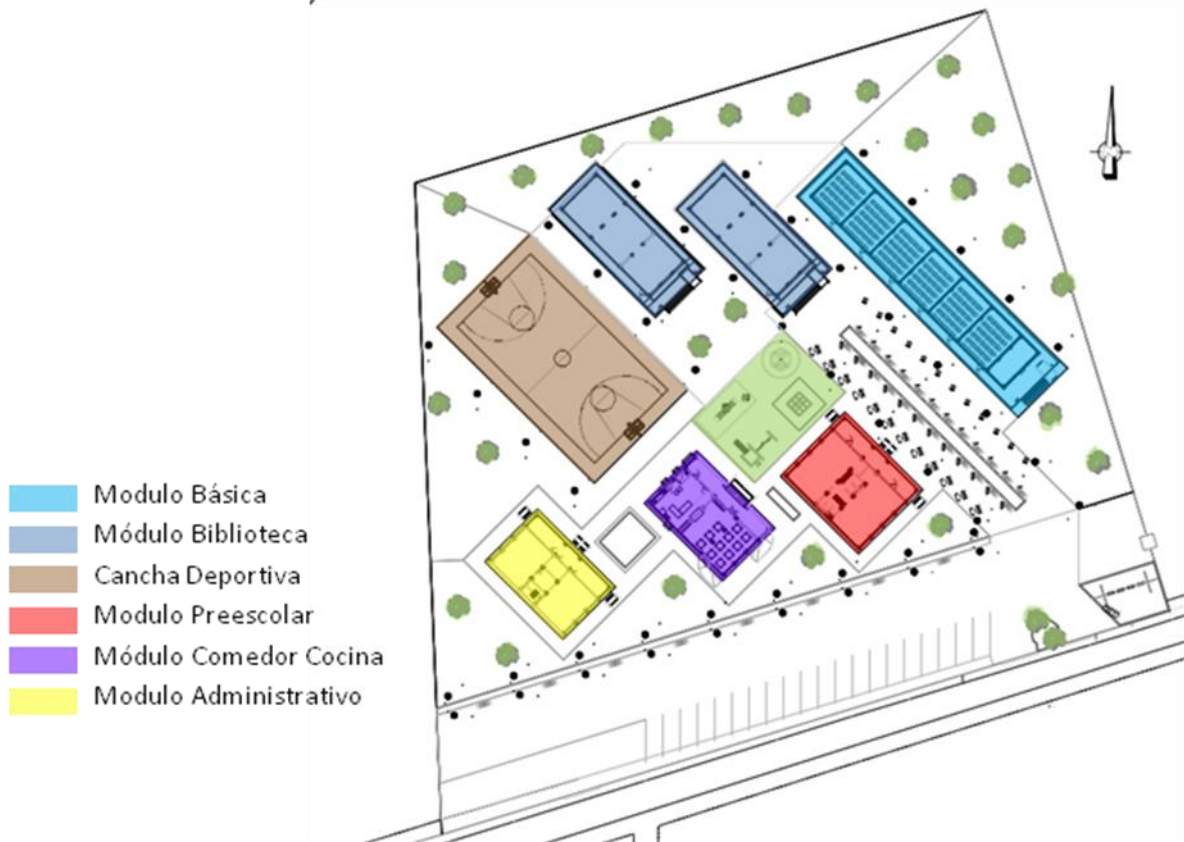 Modulo Básica
Módulo Biblioteca
Cancha Deportiva
Modulo Preescolar
Módulo Comedor Cocina
Modulo Administrativo